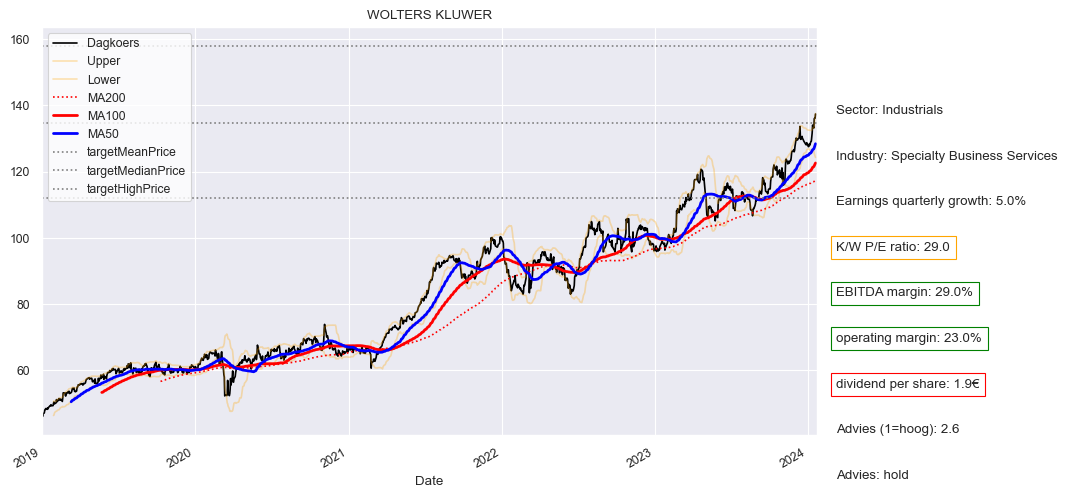 WOLTERS KLUWER
160
140
120
100
80
60
Dagkoers
Upper
Lower
MA200
MA100
MA50
targetMeanPrice
targetMedianPrice
targetHighPrice
2019
2020
2021
2022
2023
2024
Date
Sector: Industrials
Industry: Specialty Business Services
Earnings quarterly growth: 5.0%
K/W P/E ratio: 29.0
EBITDA margin: 29.0%
operating margin: 23.0%
dividend per share: 1.9€
Advies (1=hoog): 2.6
Advies: hold